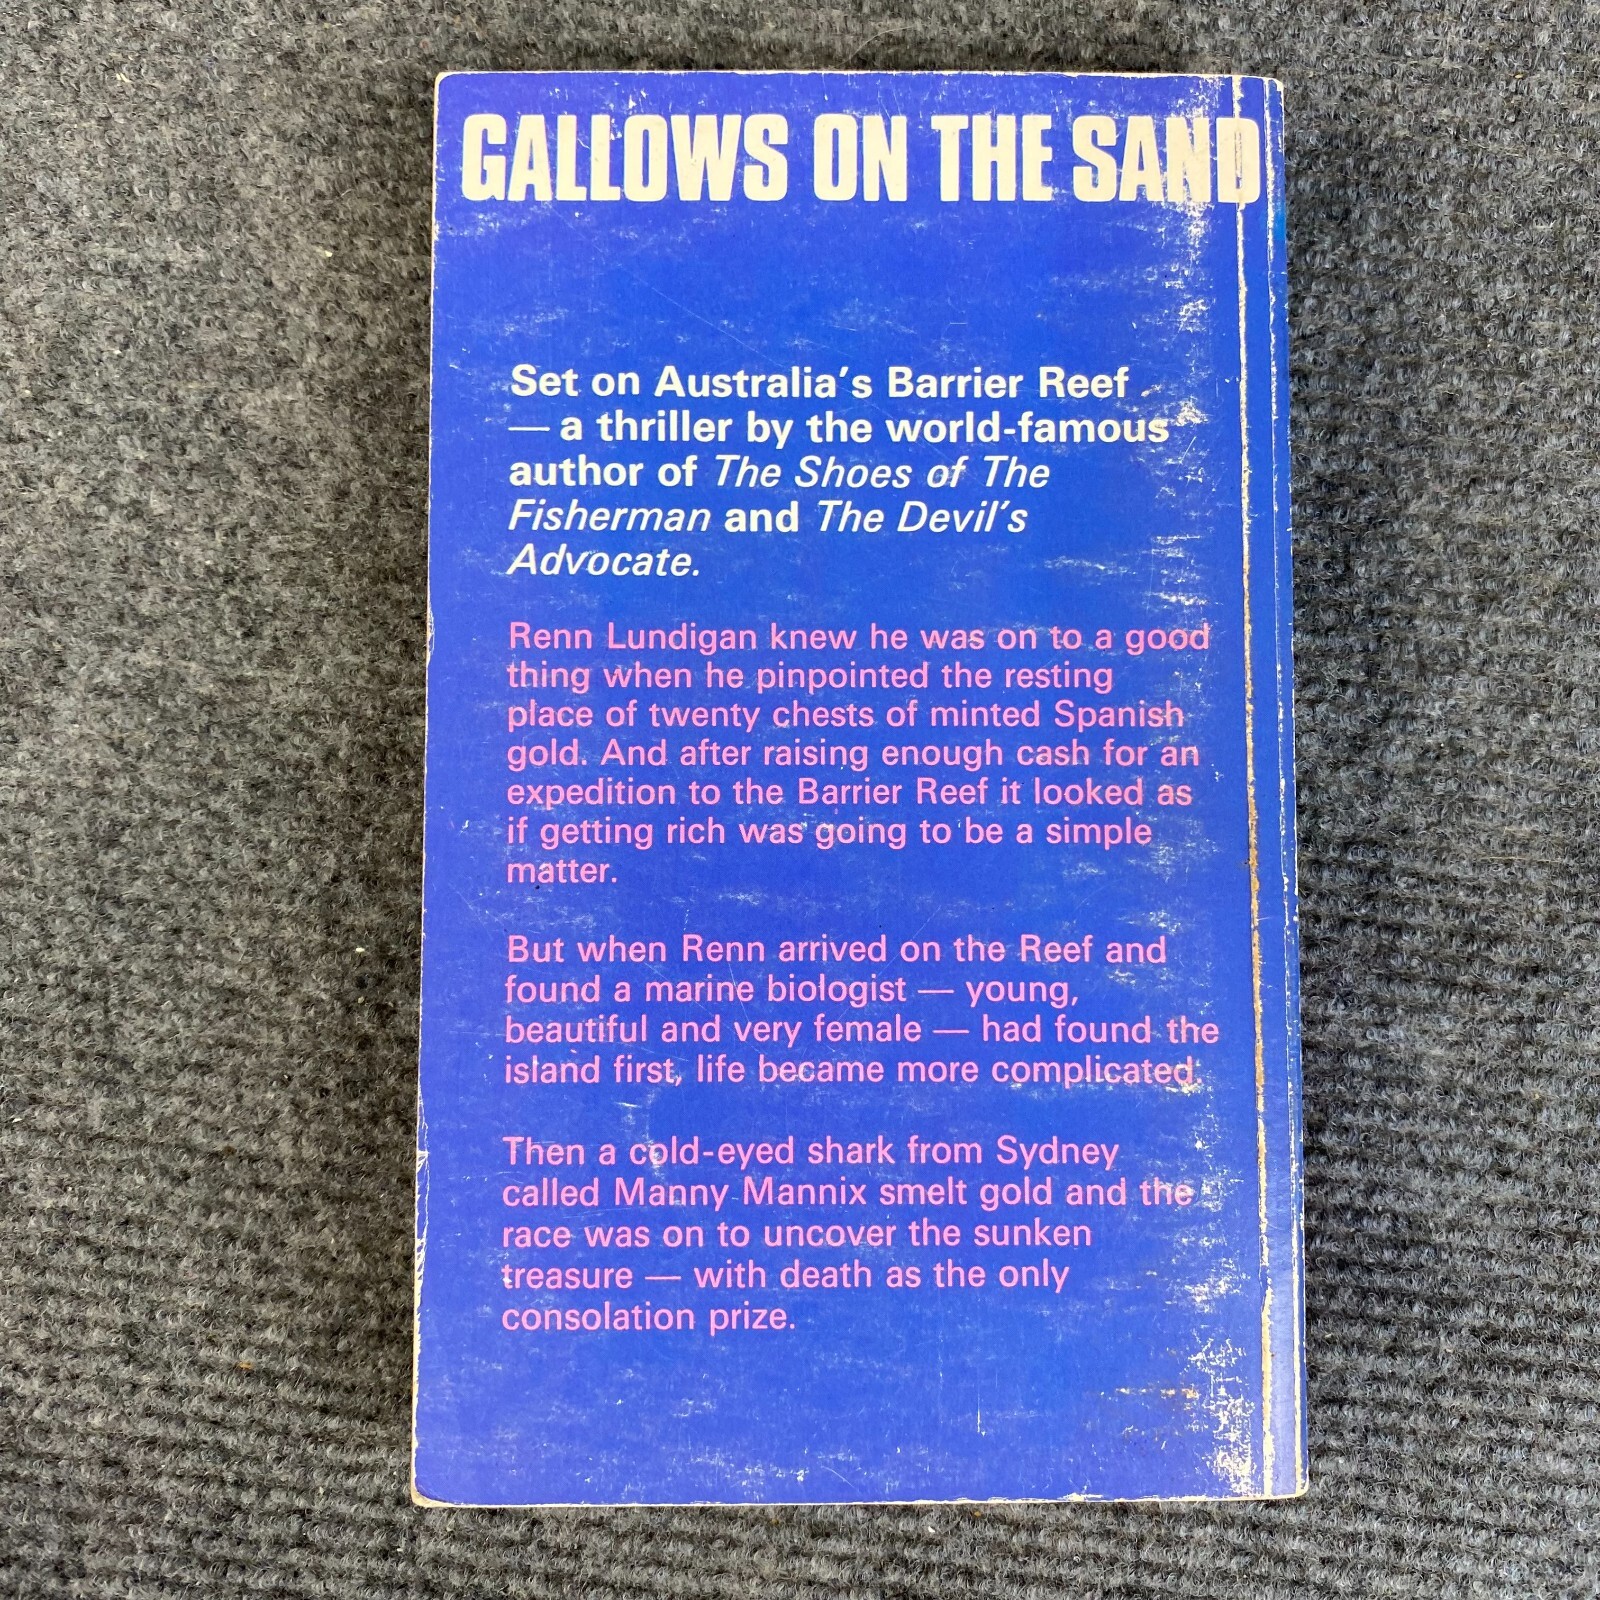 GALLOWS ON THE SAND
Set on Australia's Barrier Reef
— a thriller by the world-famous
author of The Shoes of The
Fisherman and The Devil's
Advocate.
Renn Lundigan knew he was on to a good
thing when he pinpointed the resting
place of twenty chests of minted Spanish
gold. And after raising enough cash for an
expedition to the Barrier Reef it looked as
if getting rich was going to be a simple
matter.
But when Renn arrived on the Reef and
found a marine biologist — young,
beautiful and very female — had found the
island first, life became more complicated.
Then a cold-eyed shark from Sydney
called Manny Mannix smelt gold and the
race was on to uncover the sunken
treasure — with death as the only
consolation prize.